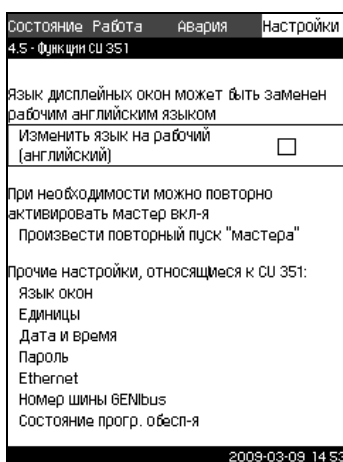 Состояние Работа Авария Настройки
4.5 - Функции CU 351
Язык дисплейных окон может быть заменен
рабочим английским языком
Изменить язык на рабочий
(английский)
При необходимости можно повторно
активировать мастер вкл-я
Произвести повторный пуск "мастера"
Прочие настройки, относящиеся к CU 351:
Язык окон
Единицы
Дата и время
Пароль
Ethernet
Номер шины GENIbus
Состояние прогр. обесп-я
2009-03-09 14:53